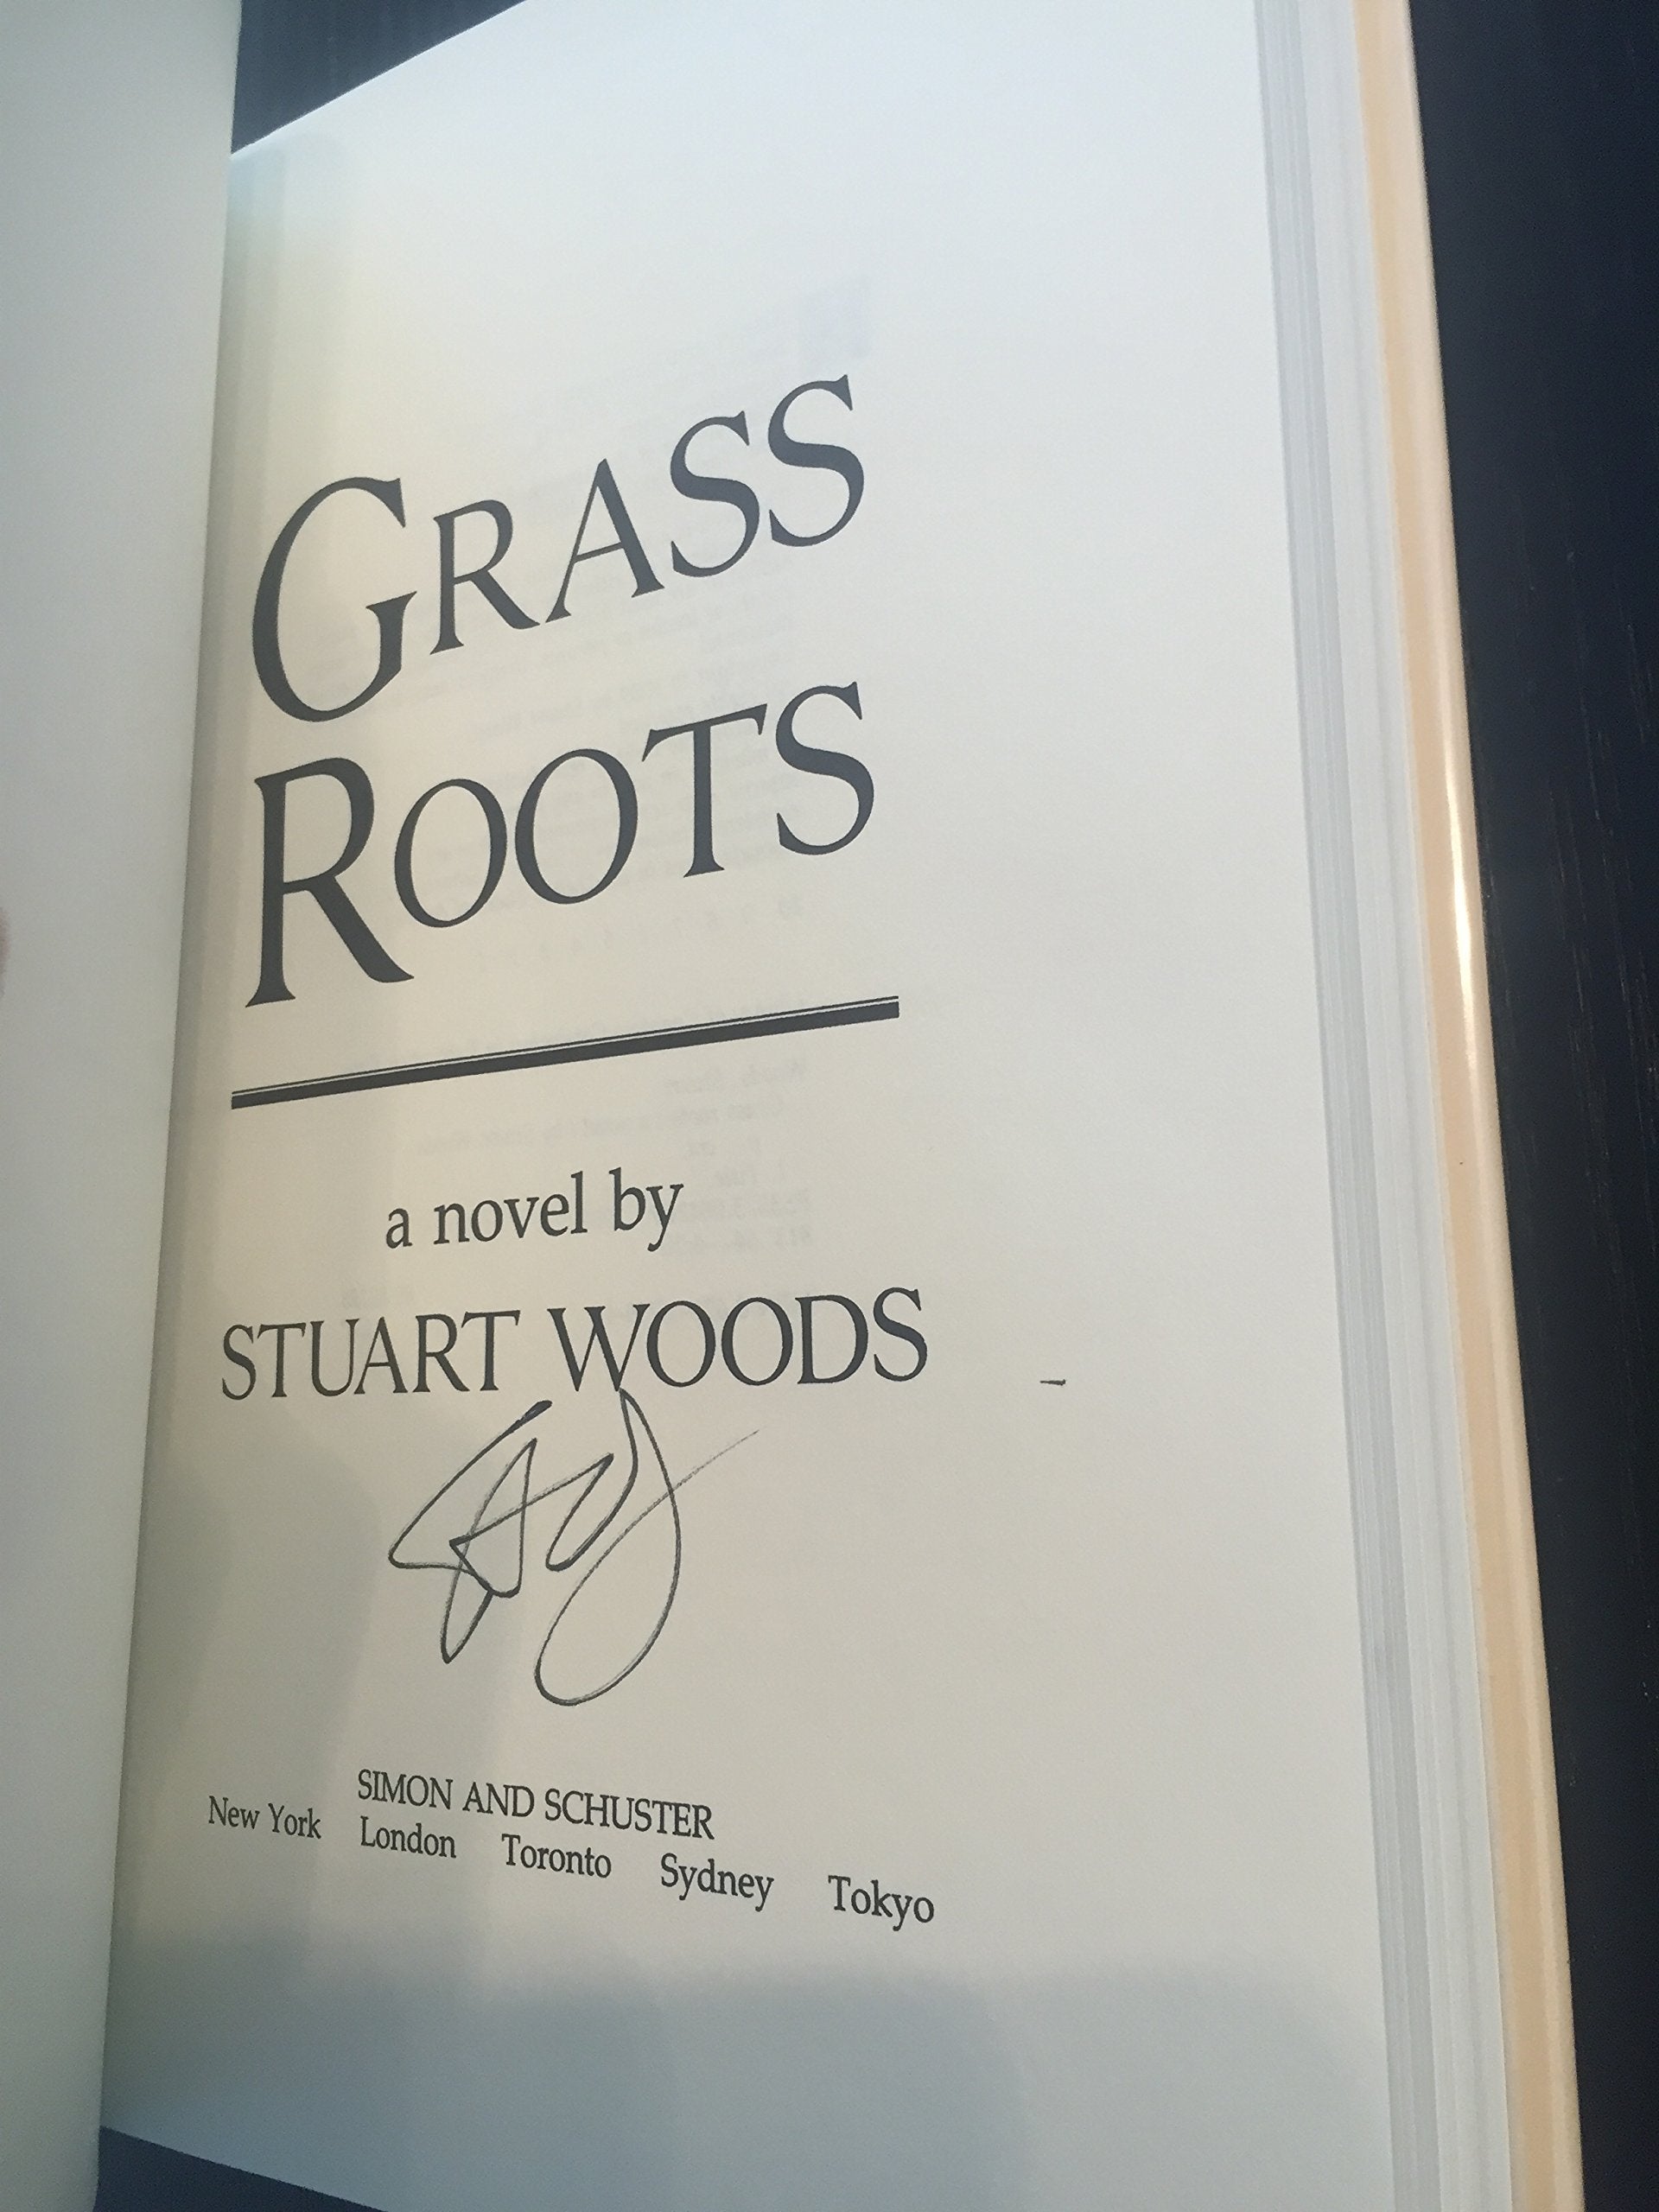 GRASS
ROOTS
a novel by
STUART WOODS
SIMON AND SCHUSTER
New York London Toronto Sydney Tokyo